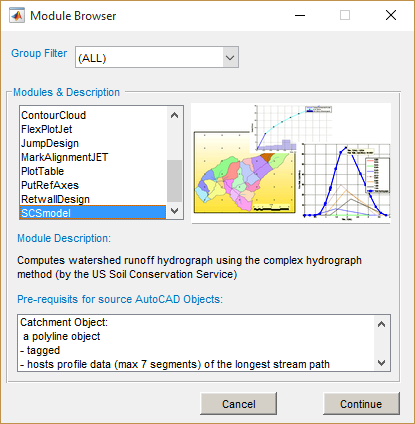 Module Browser
Group Filter
(ALL)
Modules & Description
ContourCloud
FlexPlotJet
JumpDesign
MarkAlignmentJET
PlotTable
PutRefAxes
RetwallDesign
SCSmodel
Module Description:
Computes watershed runoff hydrograph using the complex hydrograph
method (by the US Soil Conservation Service)
Pre-requisits for source AutoCAD Objects:
Catchment Object:
a polyline object
- tagged
- hosts profile data (max 7 segments) of the longest stream path
Cancel
Continue